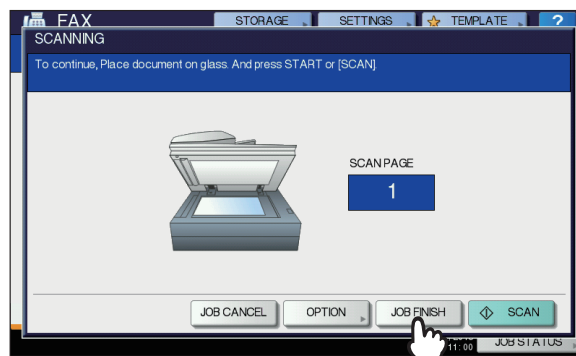 FAX
STORAGE
SETTINGS
TEMPLATE
?
SCANNING
To continue, Place document on glass. And press START or [SCAN]
SCAN PAGE
1
JOB CANCEL
OPTION
JOB FINISH
SCAN
11:00
JOB STATUS